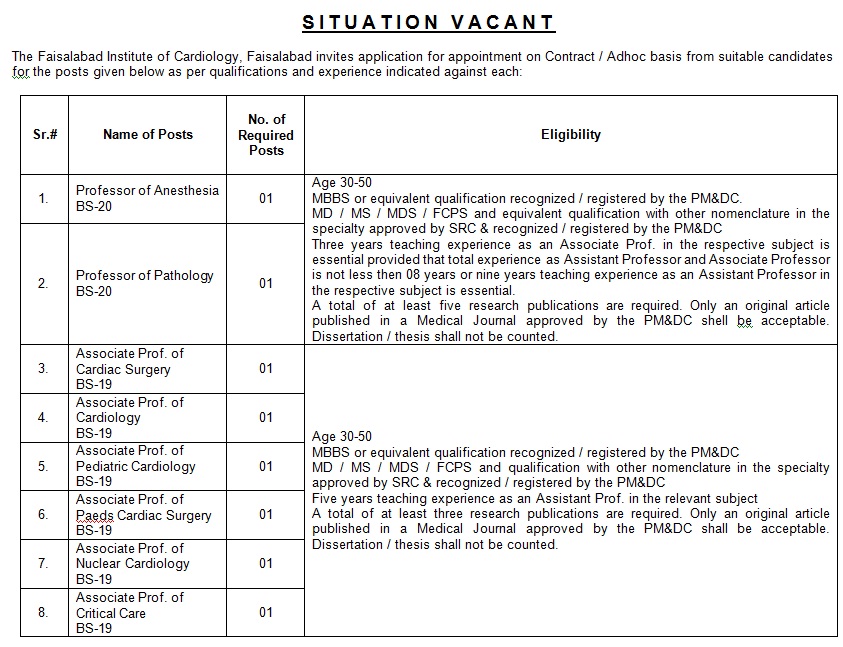 SITUATION VACANT
The Faisalabad Institute of Cardiology, Faisalabad invites application for appointment on Contract / Adhoc basis from suitable candidates
for the posts given below as per qualifications and experience indicated against each:
Sr.#
Name of Posts
No. of
Required
Posts
Eligibility
1.
Professor of Anesthesia
BS-20
01
2.
Professor of Pathology
BS-20
01
Age 30-50
MBBS or equivalent qualification recognized / registered by the PM&DC.
MD / MS / MDS / FCPS and equivalent qualification with other nomenclature in the
specialty approved by SRC & recognized / registered by the PM&DC
Three years teaching experience as an Associate Prof. in the respective subject is
essential provided that total experience as Assistant Professor and Associate Professor
is not less then 08 years or nine years teaching experience as an Assistant Professor in
the respective subject is essential.
A total of at least five research publications are required. Only an original article
published in a Medical Journal approved by the PM&DC shell be acceptable.
Dissertation / thesis shall not be counted.
3.
Associate Prof. of
Cardiac Surgery
BS-19
01
4.
Associate Prof. of
Cardiology
BS-19
01
5.
Associate Prof. of
Pediatric Cardiology
BS-19
01
6.
Associate Prof. of
Paeds Cardiac Surgery
BS-19
01
7.
Associate Prof. of
Nuclear Cardiology
BS-19
01
8.
Associate Prof. of
Critical Care
BS-19
01
Age 30-50
MBBS or equivalent qualification recognized / registered by the PM&DC
MD / MS / MDS / FCPS and qualification with other nomenclature in the specialty
approved by SRC & recognized / registered by the PM&DC
Five years teaching experience as an Assistant Prof. in the relevant subject
A total of at least three research publications are required. Only an original article
published in a Medical Journal approved by the PM&DC shall be acceptable.
Dissertation / thesis shall not be counted.